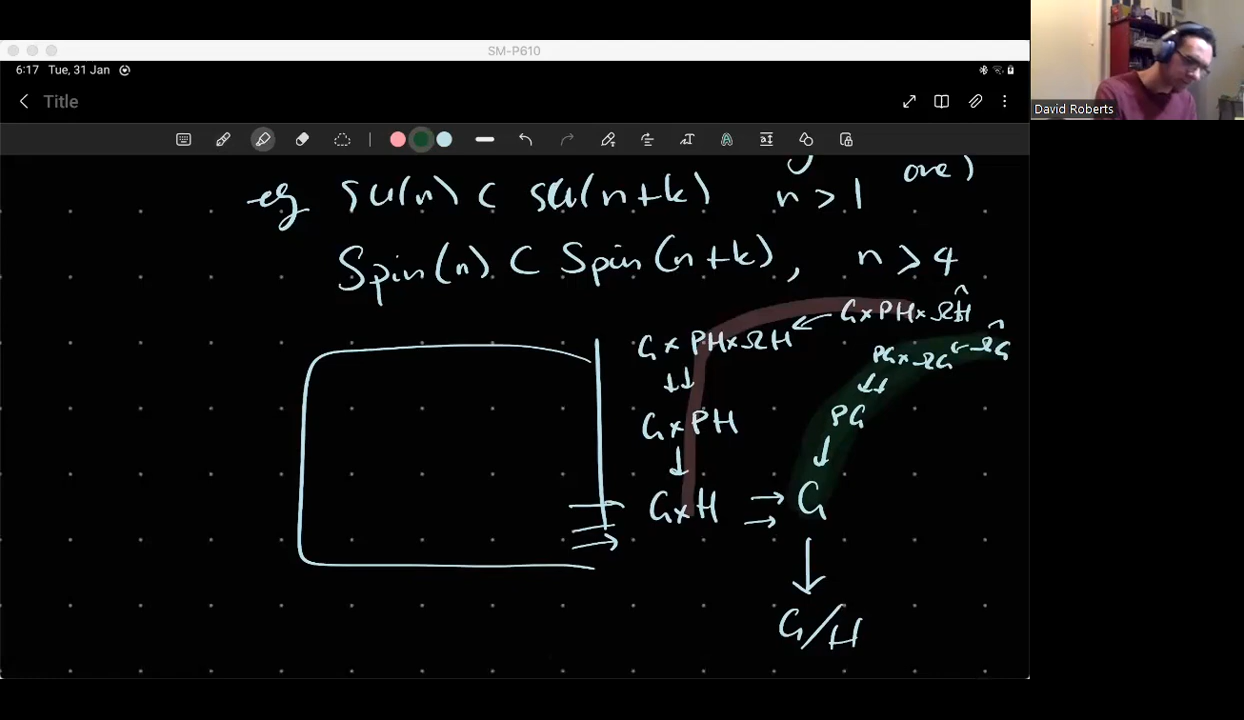 SM-P610
6:17 Tue, 31 Jan
Title
David Roberts
one)
eg SU(n) ⊂ SU(n+k) n > 1
Spin(n) ⊂ Spin(n+k), n > 4
G×PH×ΩH ← G×PH×Ω̂H
PG×ΩG ← Ω̂G
⇊ ⇊
G×PH PG
↓ ↓
G×H ⇉ G
↓
G/H